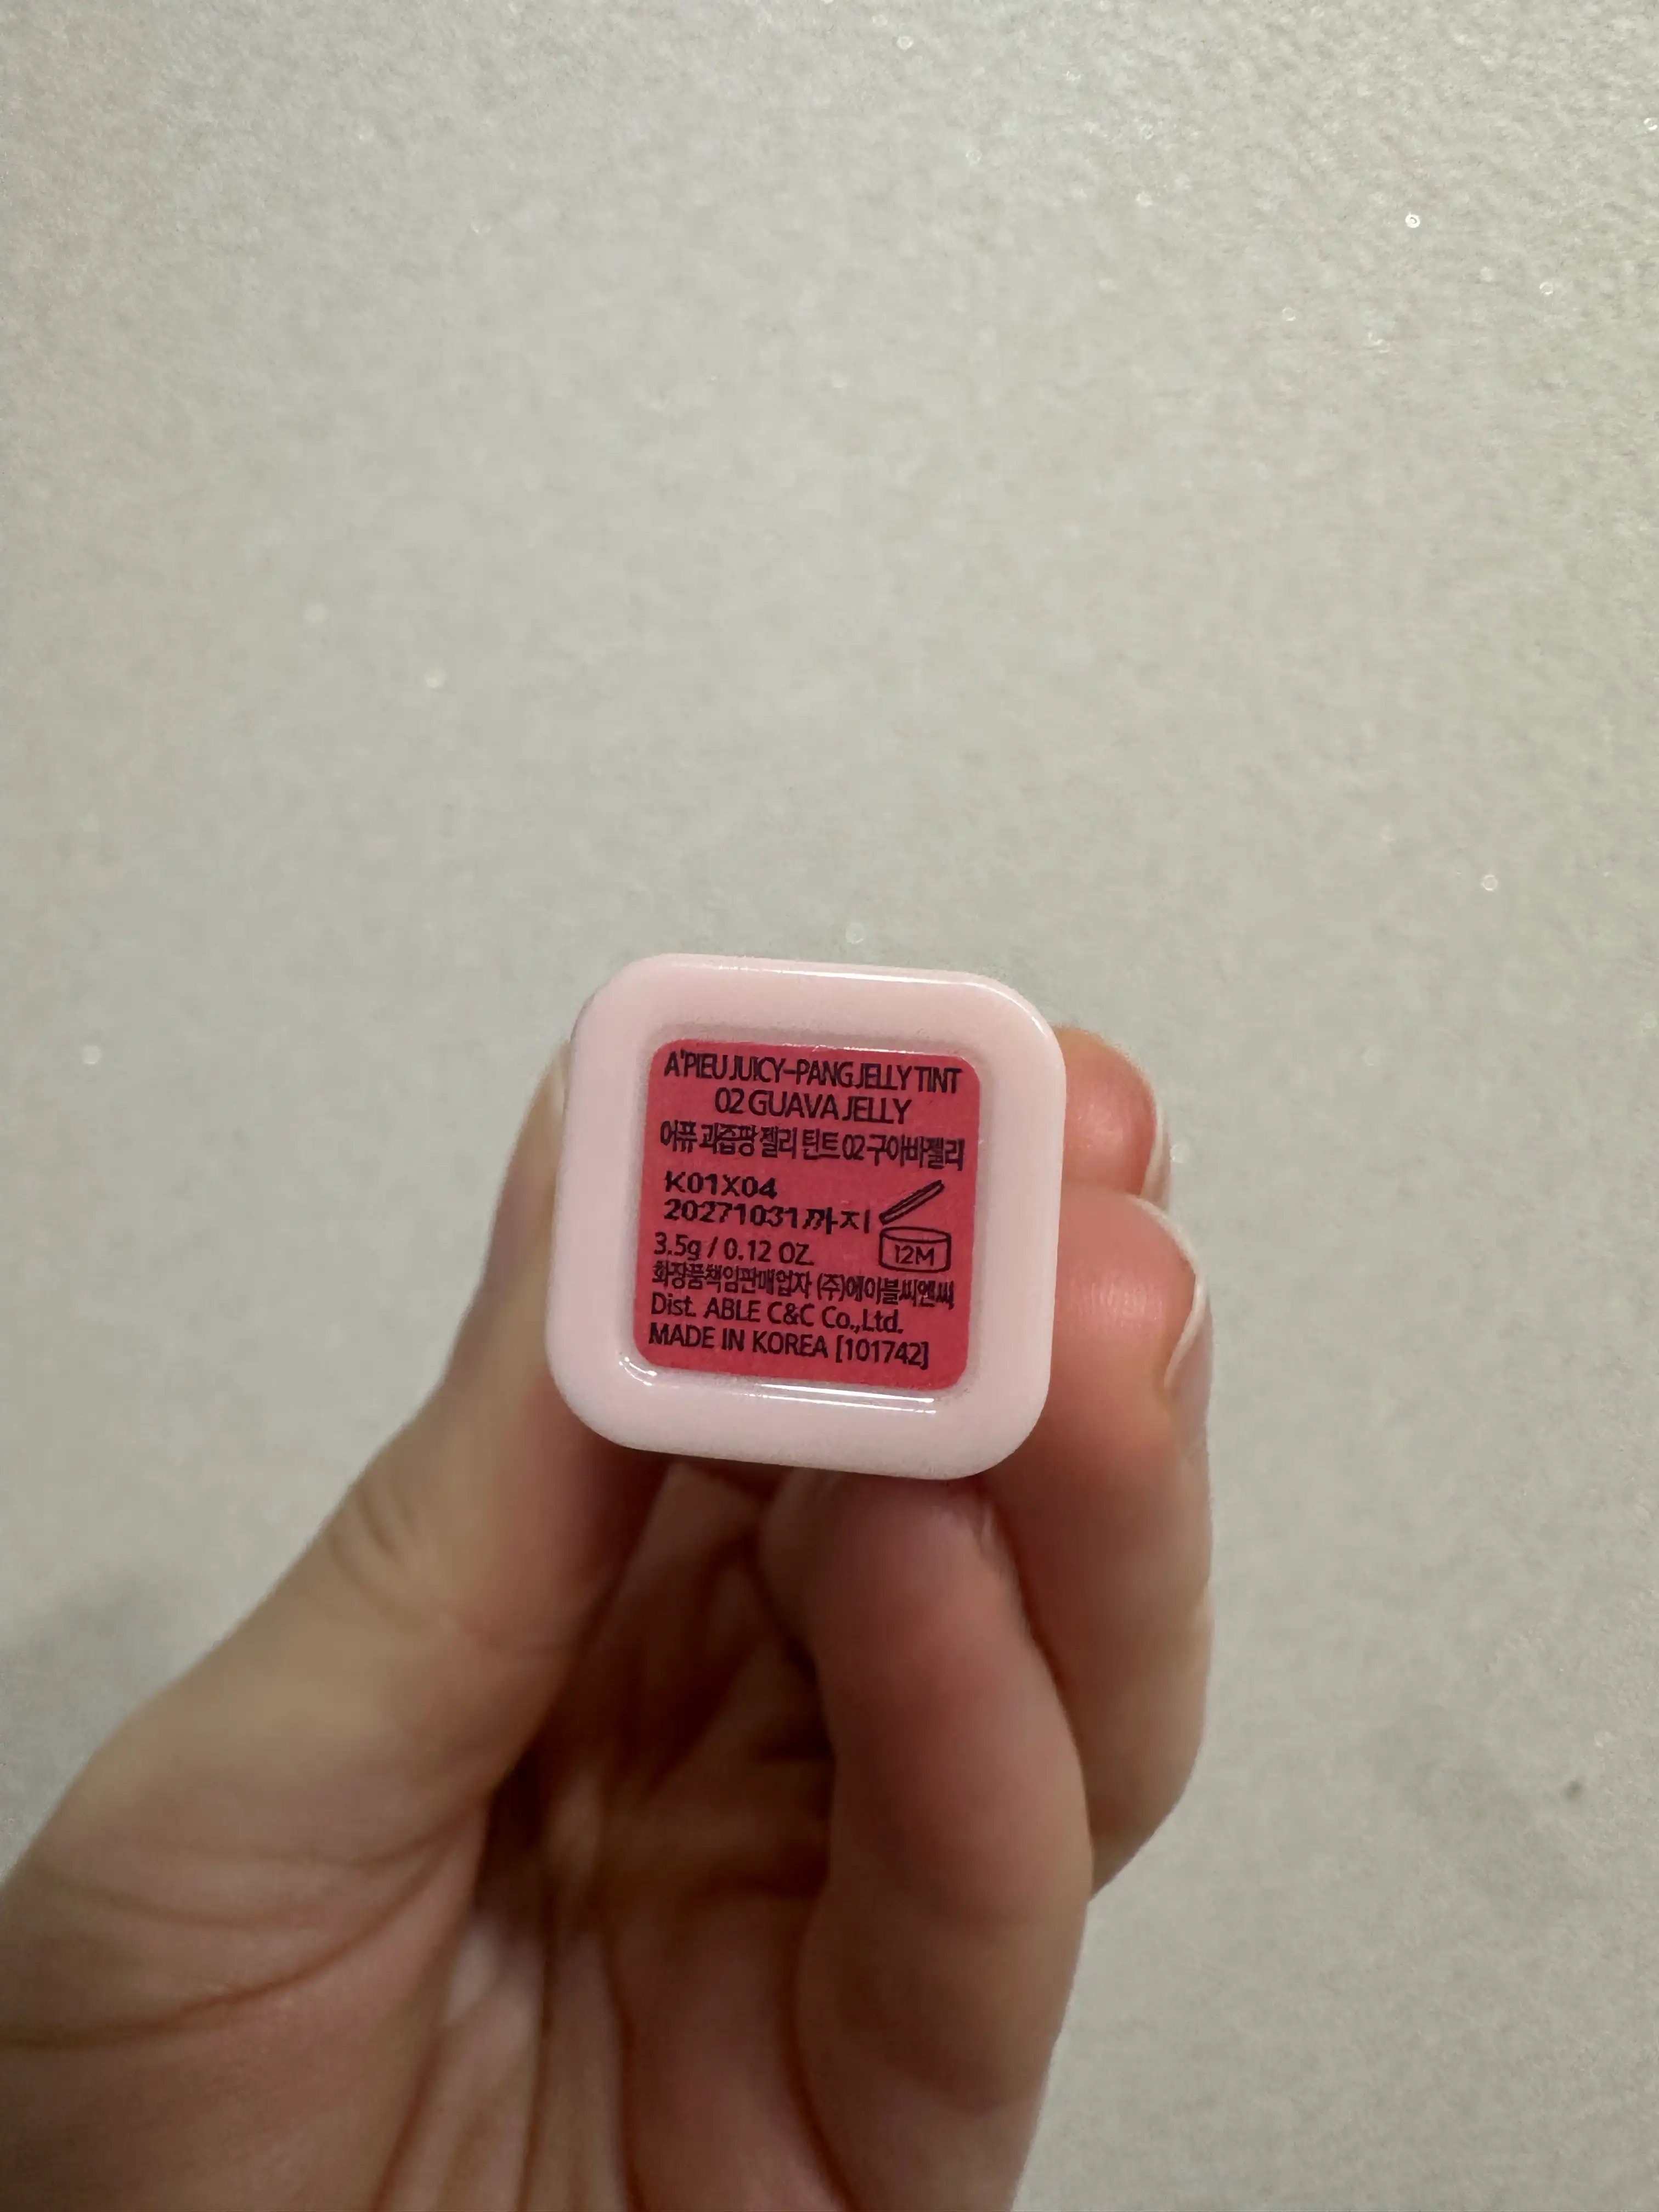 A'PIEU JUICY-PANG JELLY TINT
02 GUAVA JELLY
어퓨 과즙팡 젤리 틴트 02 구아바젤리
K01X04
20271031까지
12M
3.5g / 0.12 OZ.
화장품책임판매업자 (주)에이블씨엔씨
Dist. ABLE C&C Co.,Ltd.
MADE IN KOREA [101742]